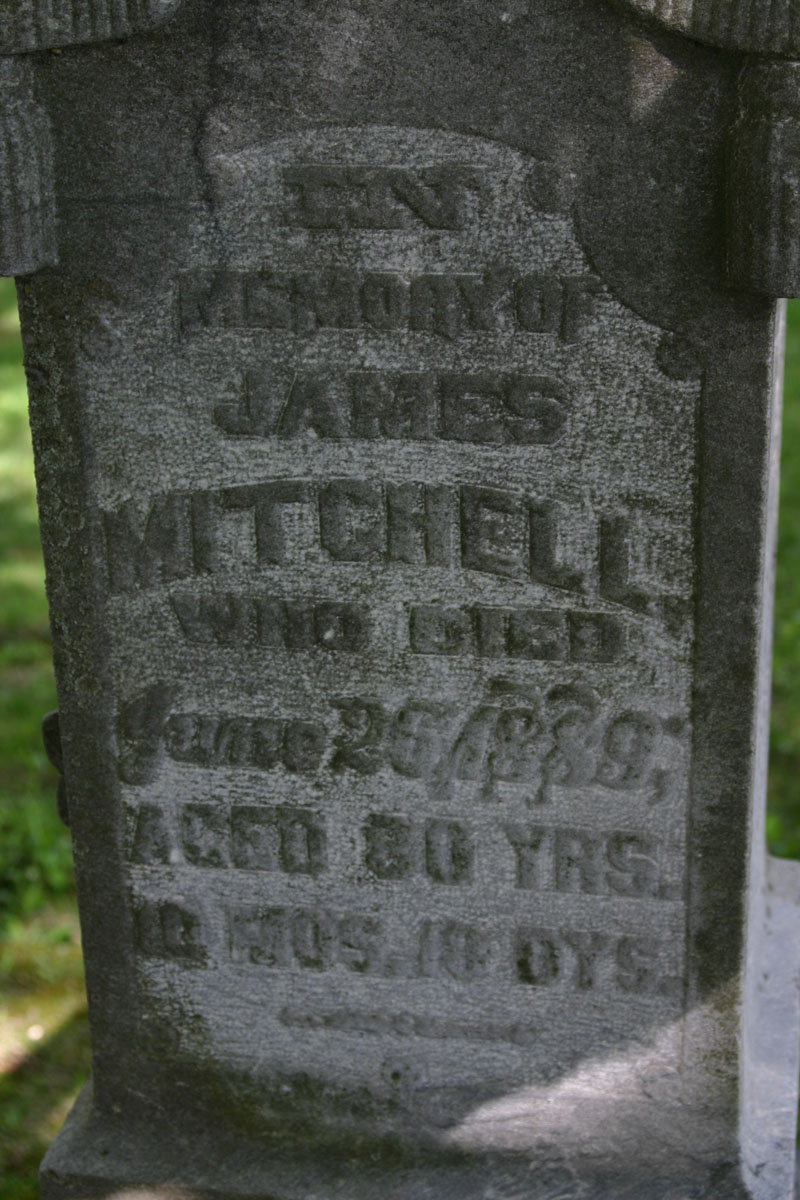 IN
MEMORY OF
JAMES
MITCHELL
WHO DIED
June 26, 1889,
AGED 80 YRS.
10 MOS. 10 DYS.